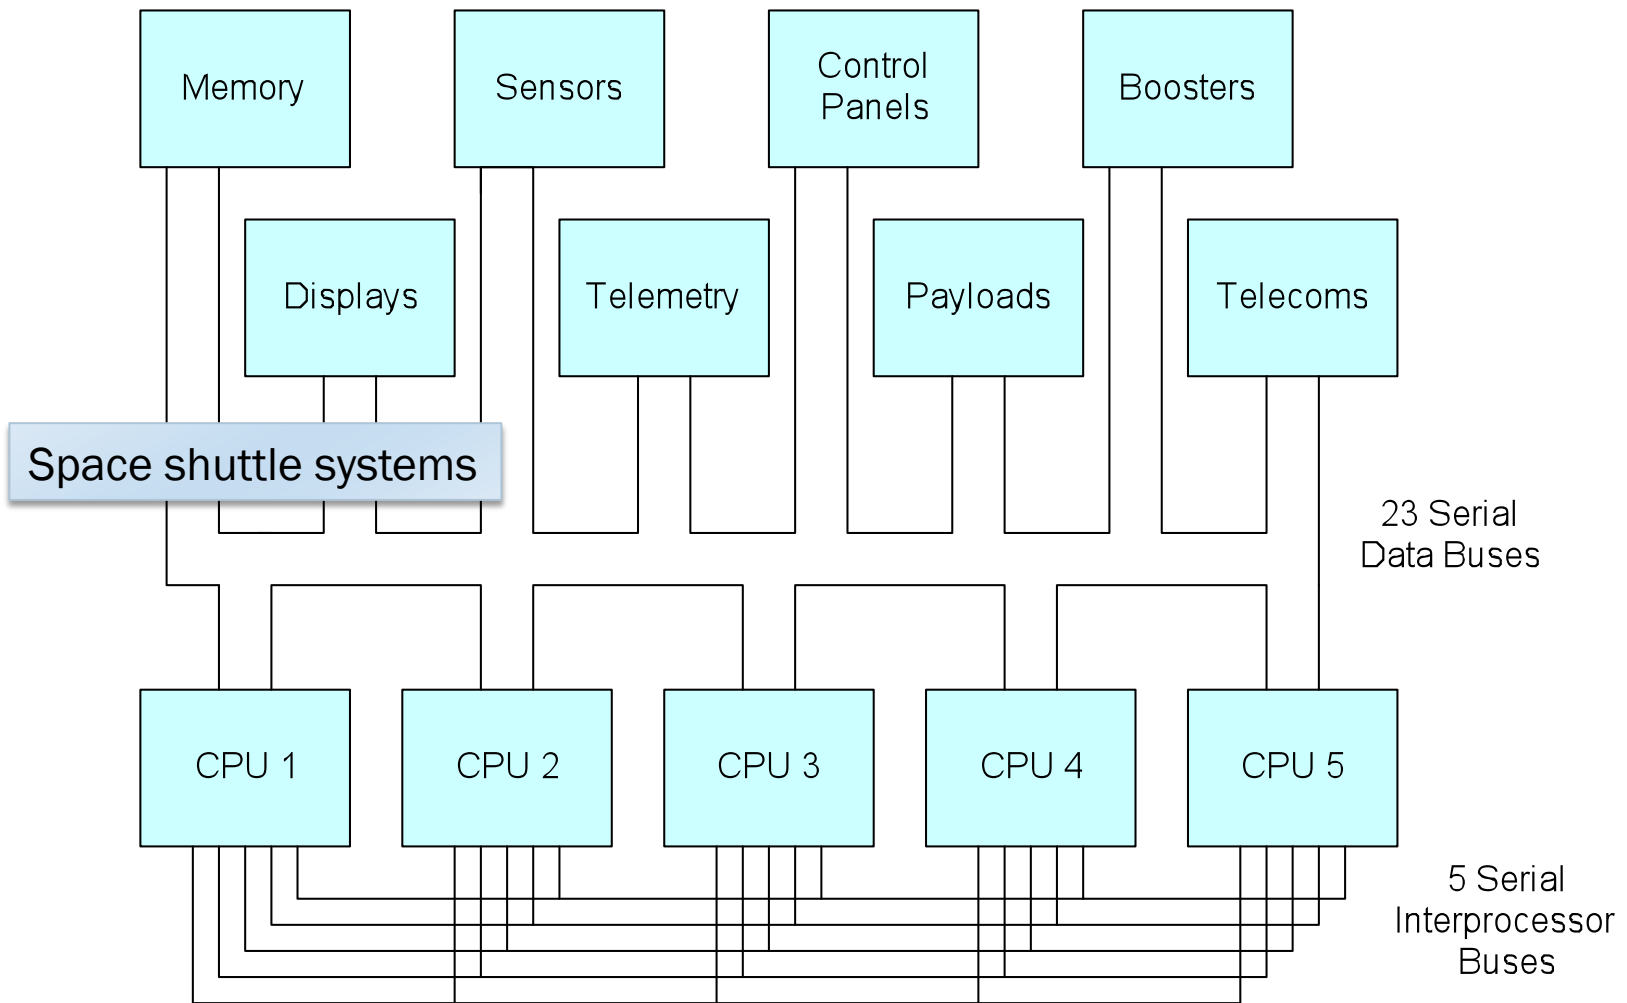 Memory
Sensors
Control
Panels
Boosters
Displays
Telemetry
Payloads
Telecoms
Space shuttle systems
23 Serial
Data Buses
CPU 1
CPU 2
CPU 3
CPU 4
CPU 5
5 Serial
Interprocessor
Buses